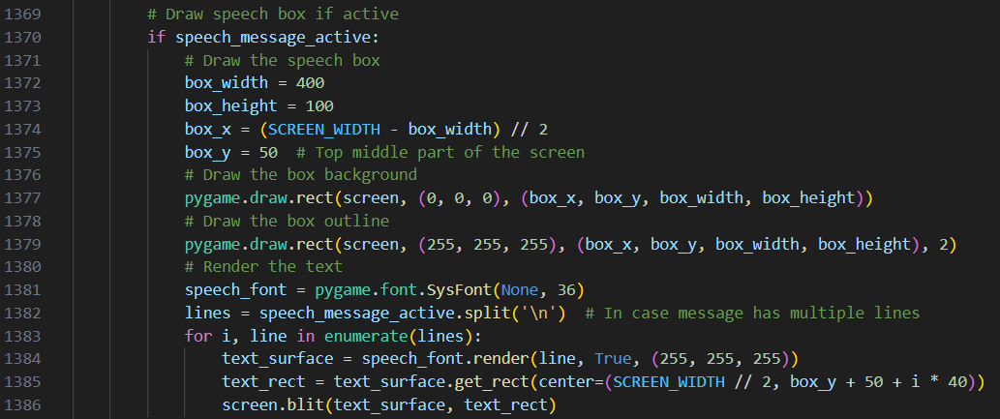 1369 # Draw speech box if active
1370 if speech_message_active:
1371 # Draw the speech box
1372 box_width = 400
1373 box_height = 100
1374 box_x = (SCREEN_WIDTH - box_width) // 2
1375 box_y = 50  # Top middle part of the screen
1376 # Draw the box background
1377 pygame.draw.rect(screen, (0, 0, 0), (box_x, box_y, box_width, box_height))
1378 # Draw the box outline
1379 pygame.draw.rect(screen, (255, 255, 255), (box_x, box_y, box_width, box_height), 2)
1380 # Render the text
1381 speech_font = pygame.font.SysFont(None, 36)
1382 lines = speech_message_active.split('\n')  # In case message has multiple lines
1383 for i, line in enumerate(lines):
1384 text_surface = speech_font.render(line, True, (255, 255, 255))
1385 text_rect = text_surface.get_rect(center=(SCREEN_WIDTH // 2, box_y + 50 + i * 40))
1386 screen.blit(text_surface, text_rect)